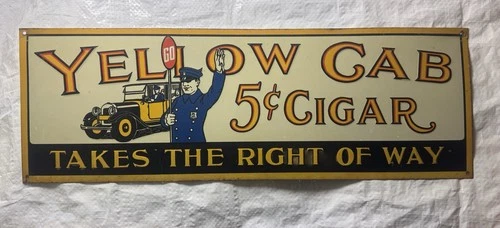 GO
YELLOW CAB
5¢ CIGAR
TAKES THE RIGHT OF WAY